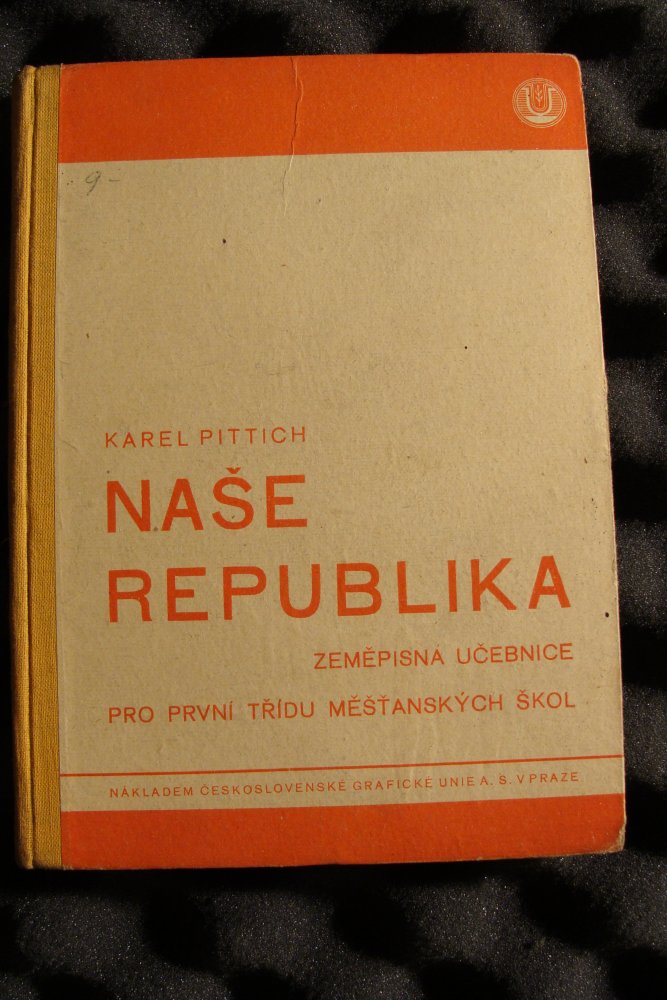 9-
KAREL PITTICH
NAŠE
REPUBLIKA
ZEMĚPISNÁ UČEBNICE
PRO PRVNÍ TŘÍDU MĚŠŤANSKÝCH ŠKOL
NÁKLADEM ČESKOSLOVENSKÉ GRAFICKÉ UNIE A. S. V PRAZE